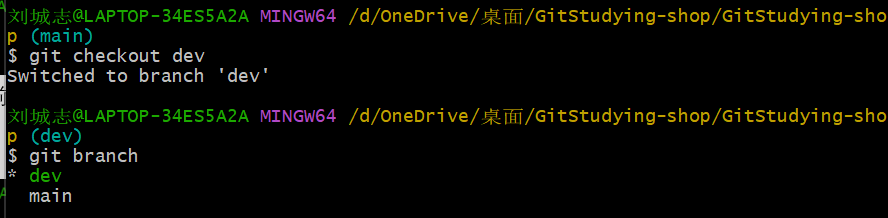 刘城志@LAPTOP-34ES5A2A MINGW64 /d/OneDrive/桌面/GitStudying-shop/GitStudying-sho
p (main)
$ git checkout dev
Switched to branch 'dev'
刘城志@LAPTOP-34ES5A2A MINGW64 /d/OneDrive/桌面/GitStudying-shop/GitStudying-sho
p (dev)
$ git branch
* dev
main